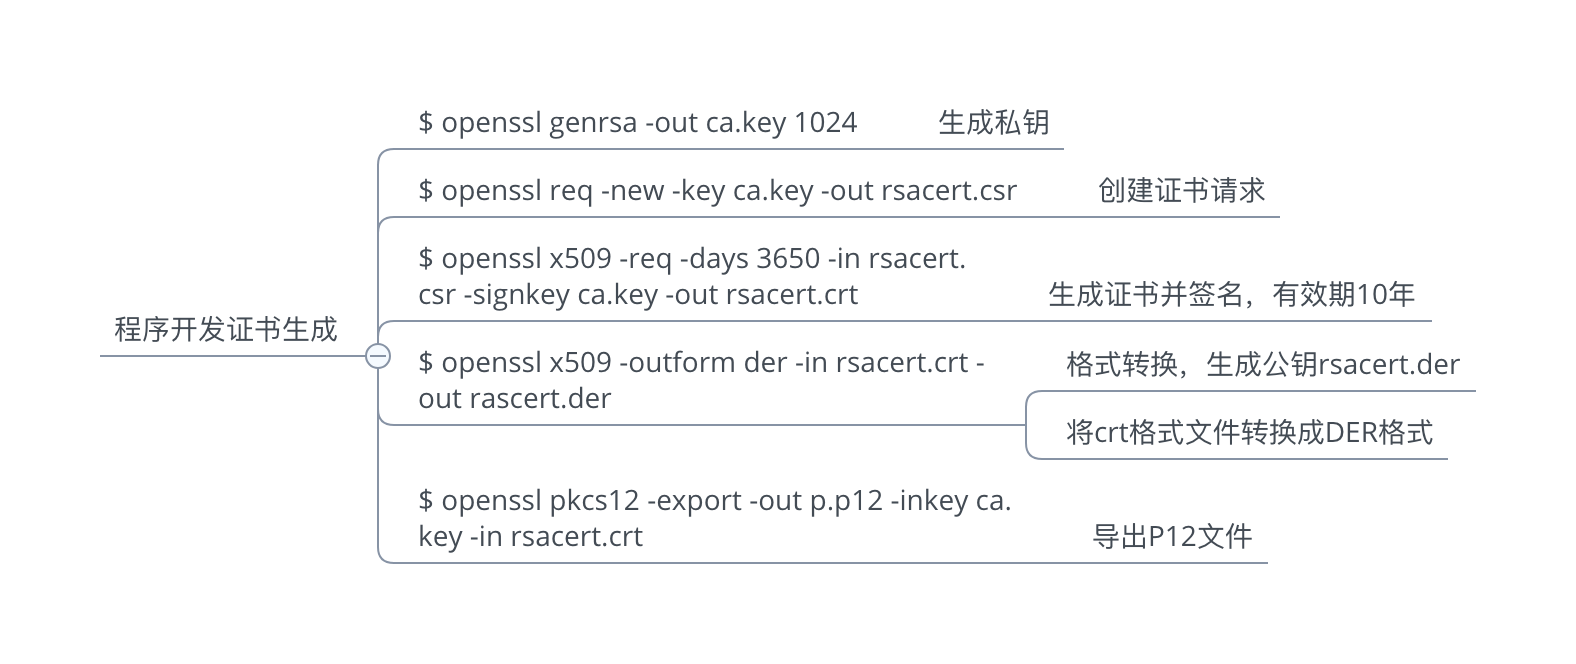 $ openssl genrsa -out ca.key 1024 生成私钥
$ openssl req -new -key ca.key -out rsacert.csr 创建证书请求
$ openssl x509 -req -days 3650 -in rsacert.
csr -signkey ca.key -out rsacert.crt 生成证书并签名，有效期10年
程序开发证书生成
$ openssl x509 -outform der -in rsacert.crt -
out rascert.der
格式转换，生成公钥rsacert.der
将crt格式文件转换成DER格式
$ openssl pkcs12 -export -out p.p12 -inkey ca.
key -in rsacert.crt 导出P12文件